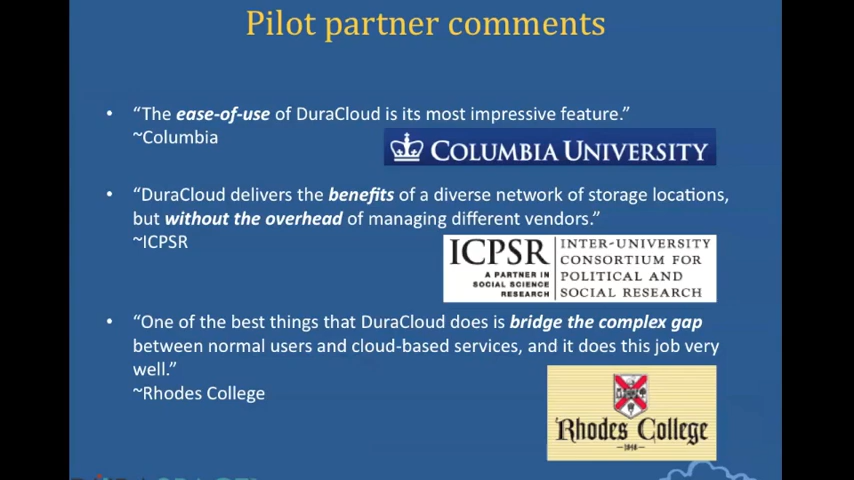 Pilot partner comments
• “The ease-of-use of DuraCloud is its most impressive feature.”
~Columbia
COLUMBIA UNIVERSITY
• “DuraCloud delivers the benefits of a diverse network of storage locations,
but without the overhead of managing different vendors.”
~ICPSR
ICPSR
A PARTNER IN
SOCIAL SCIENCE
RESEARCH
INTER-UNIVERSITY
CONSORTIUM FOR
POLITICAL AND
SOCIAL RESEARCH
• “One of the best things that DuraCloud does is bridge the complex gap
between normal users and cloud-based services, and it does this job very
well.”
~Rhodes College
RHODES COLLEGE
1848